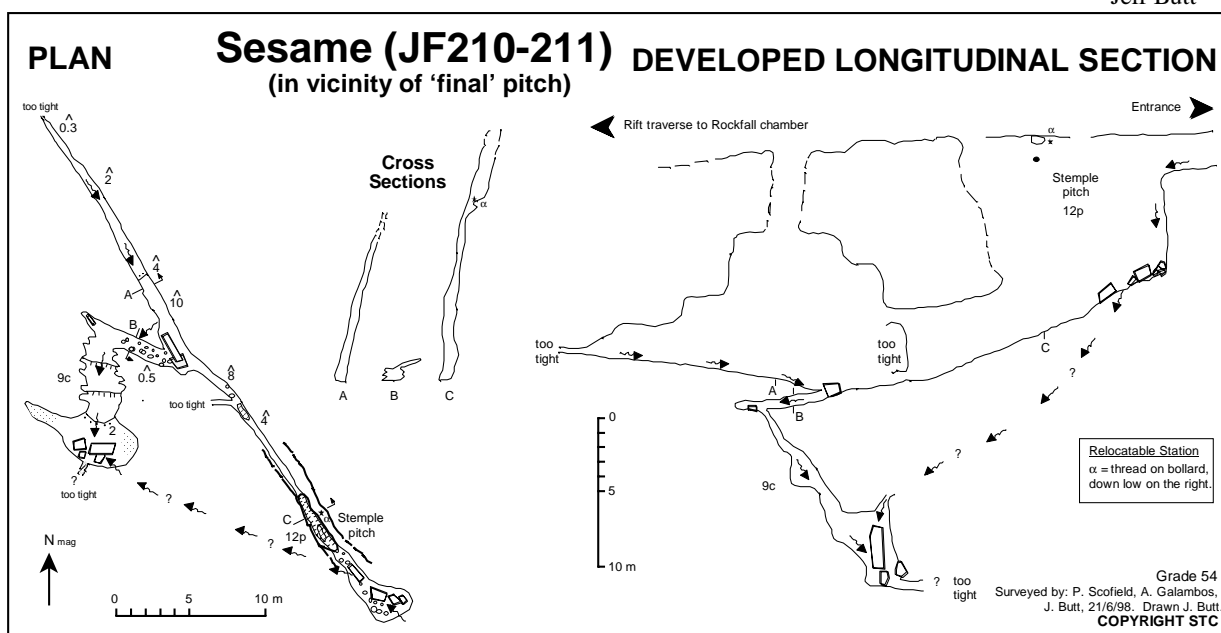 Jeff Butt
PLAN
Sesame (JF210-211)
(in vicinity of ‘final’ pitch)
DEVELOPED LONGITUDINAL SECTION
too tight
^0.3
^2
^4
A
^10
B
^0.5
9c
^8
too tight
^4
2
?
too tight
?
?
C
12p
α
Stemple
pitch
N mag
0 5 10 m
Cross
Sections
α
A B C
Rift traverse to Rockfall chamber
Entrance
α
Stemple
pitch
12p
too
tight
too
tight
C
A
B
?
?
?
9c
0
5
10 m
Relocatable Station
α = thread on bollard,
down low on the right.
? too
tight
Grade 54
Surveyed by: P. Scofield, A. Galambos,
J. Butt, 21/6/98. Drawn J. Butt.
COPYRIGHT STC